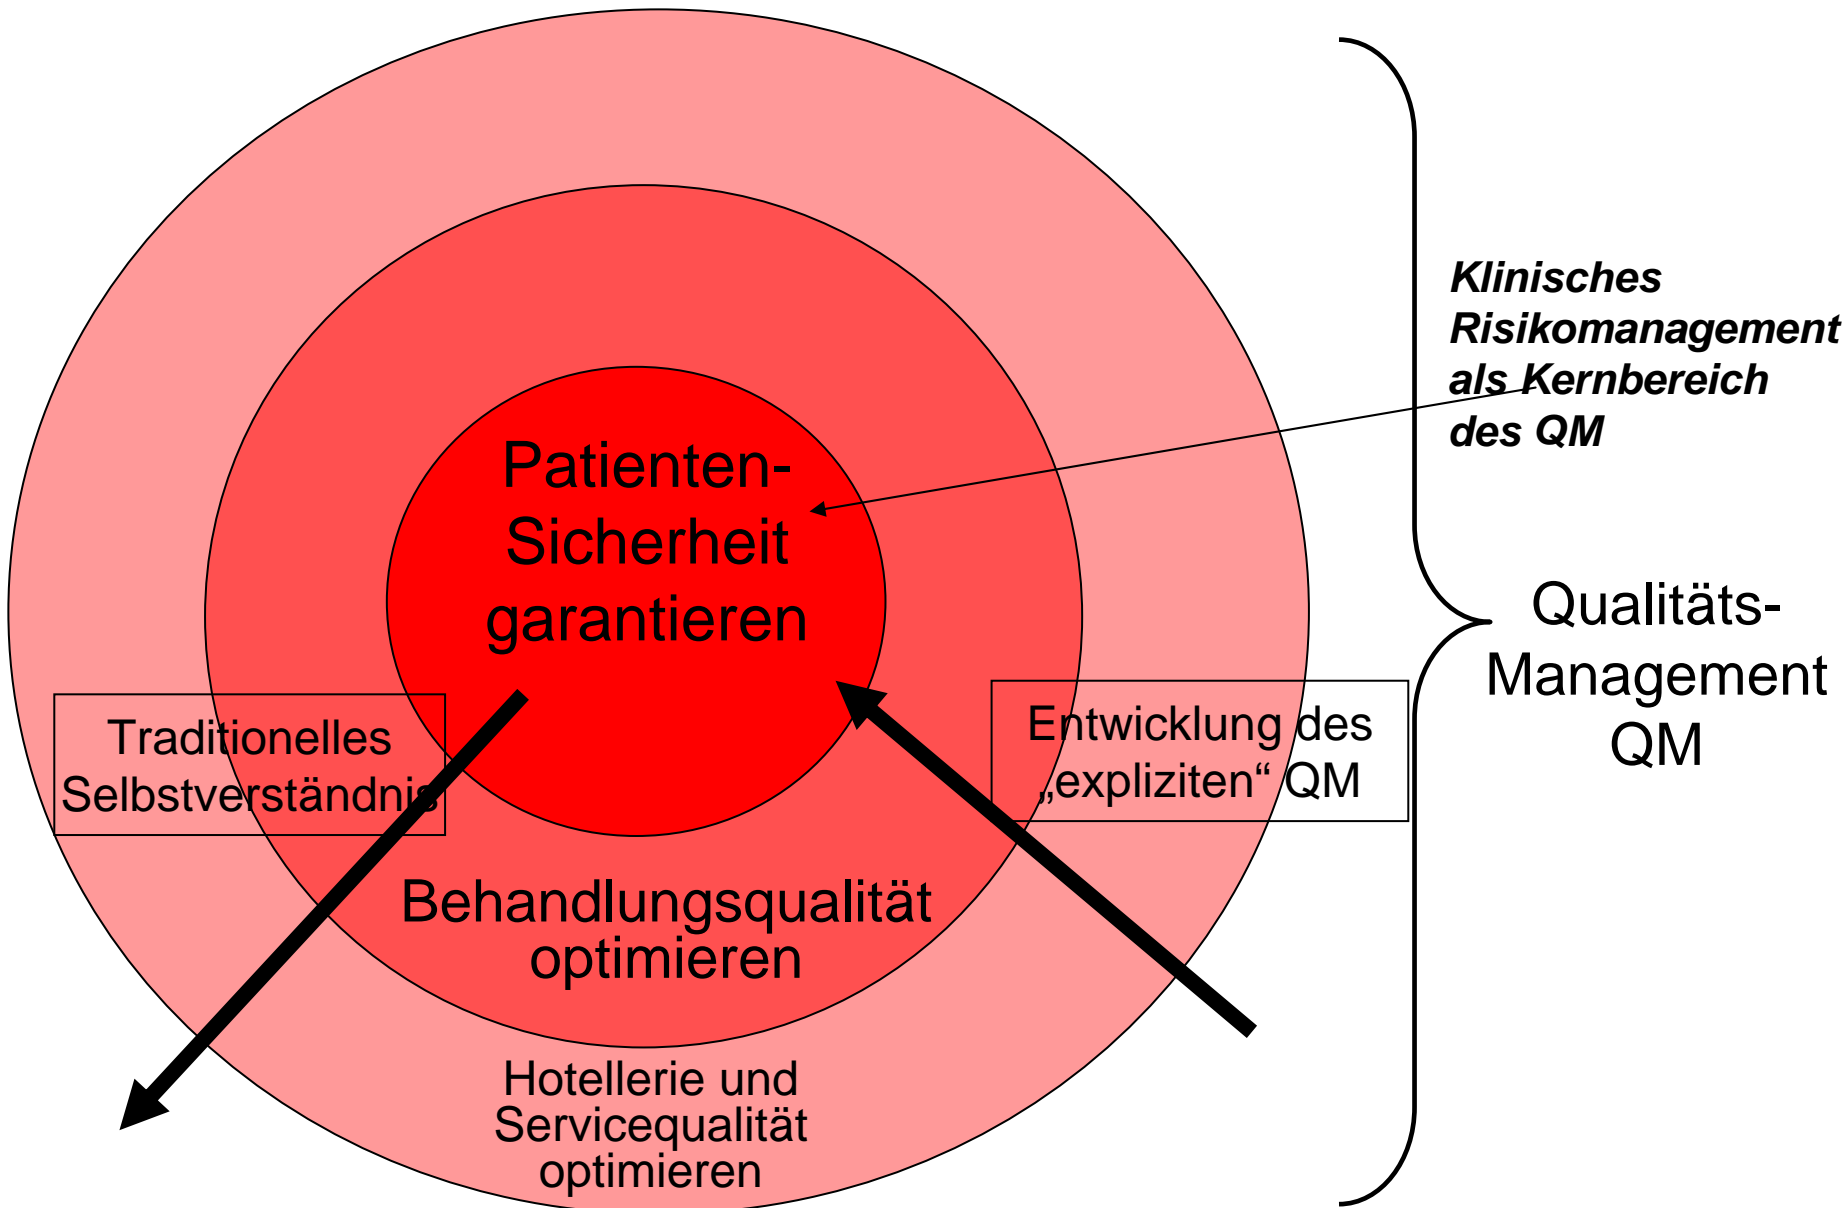 Klinisches
Risikomanagement
als Kernbereich
des QM
Patienten-
Sicherheit
garantieren
Qualitäts-
Management
QM
Traditionelles
Selbstverständnis
Entwicklung des
„expliziten“ QM
Behandlungsqualität
optimieren
Hotellerie und
Servicequalität
optimieren